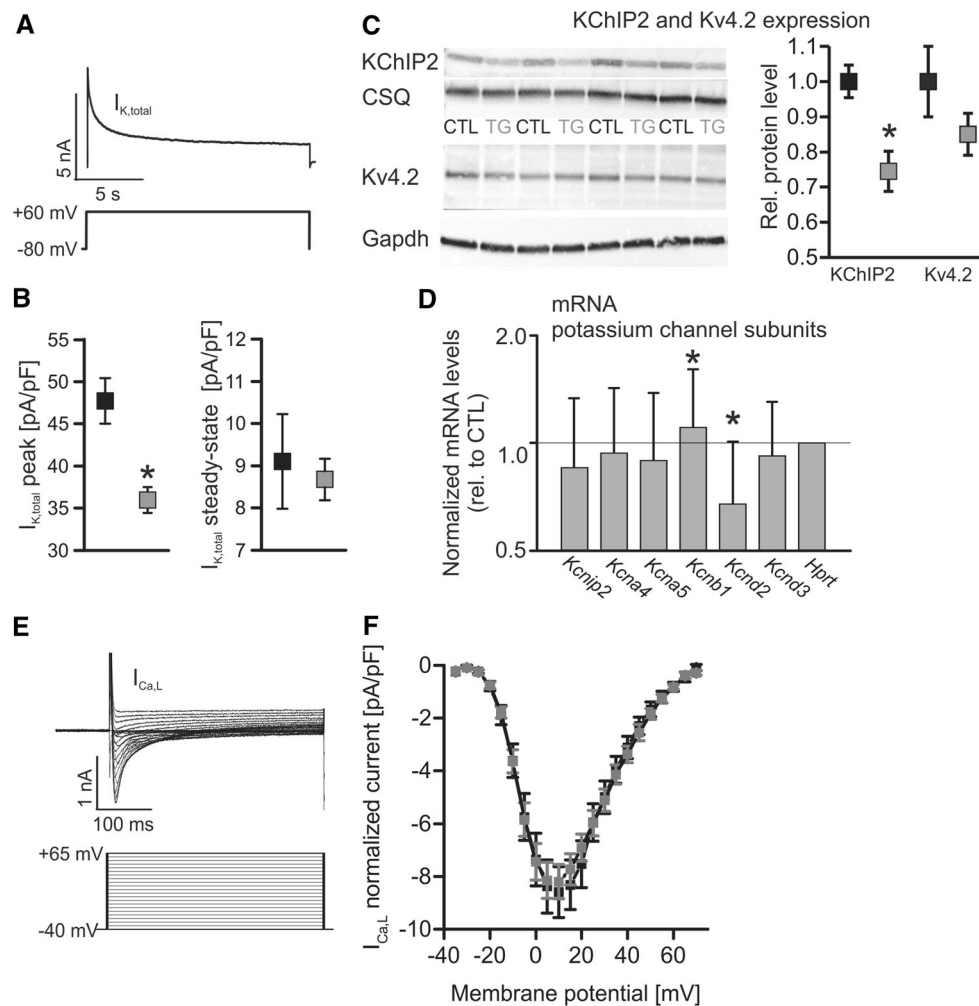 A
I K,total
5 nA
5 s
+60 mV
-80 mV
B
I K,total peak [pA/pF]
55
50
45
40
35
30
*
I K,total steady-state [pA/pF]
12
11
10
9
8
7
C
KChIP2 and Kv4.2 expression
KChIP2
CSQ
CTL TG CTL TG CTL TG CTL TG
Kv4.2
Gapdh
Rel. protein level
1.1
1.0
0.9
0.8
0.7
0.6
0.5
*
KChIP2 Kv4.2
D
mRNA
potassium channel subunits
Normalized mRNA levels
(rel. to CTL)
2.0
1.0
0.5
*
*
Kcnip2 Kcna4 Kcna5 Kcnb1 Kcnd2 Kcnd3 Hprt
E
I Ca,L
1 nA
100 ms
+65 mV
-40 mV
F
I Ca,L normalized current [pA/pF]
0
-2
-4
-6
-8
-10
-40 -20 0 20 40 60
Membrane potential [mV]